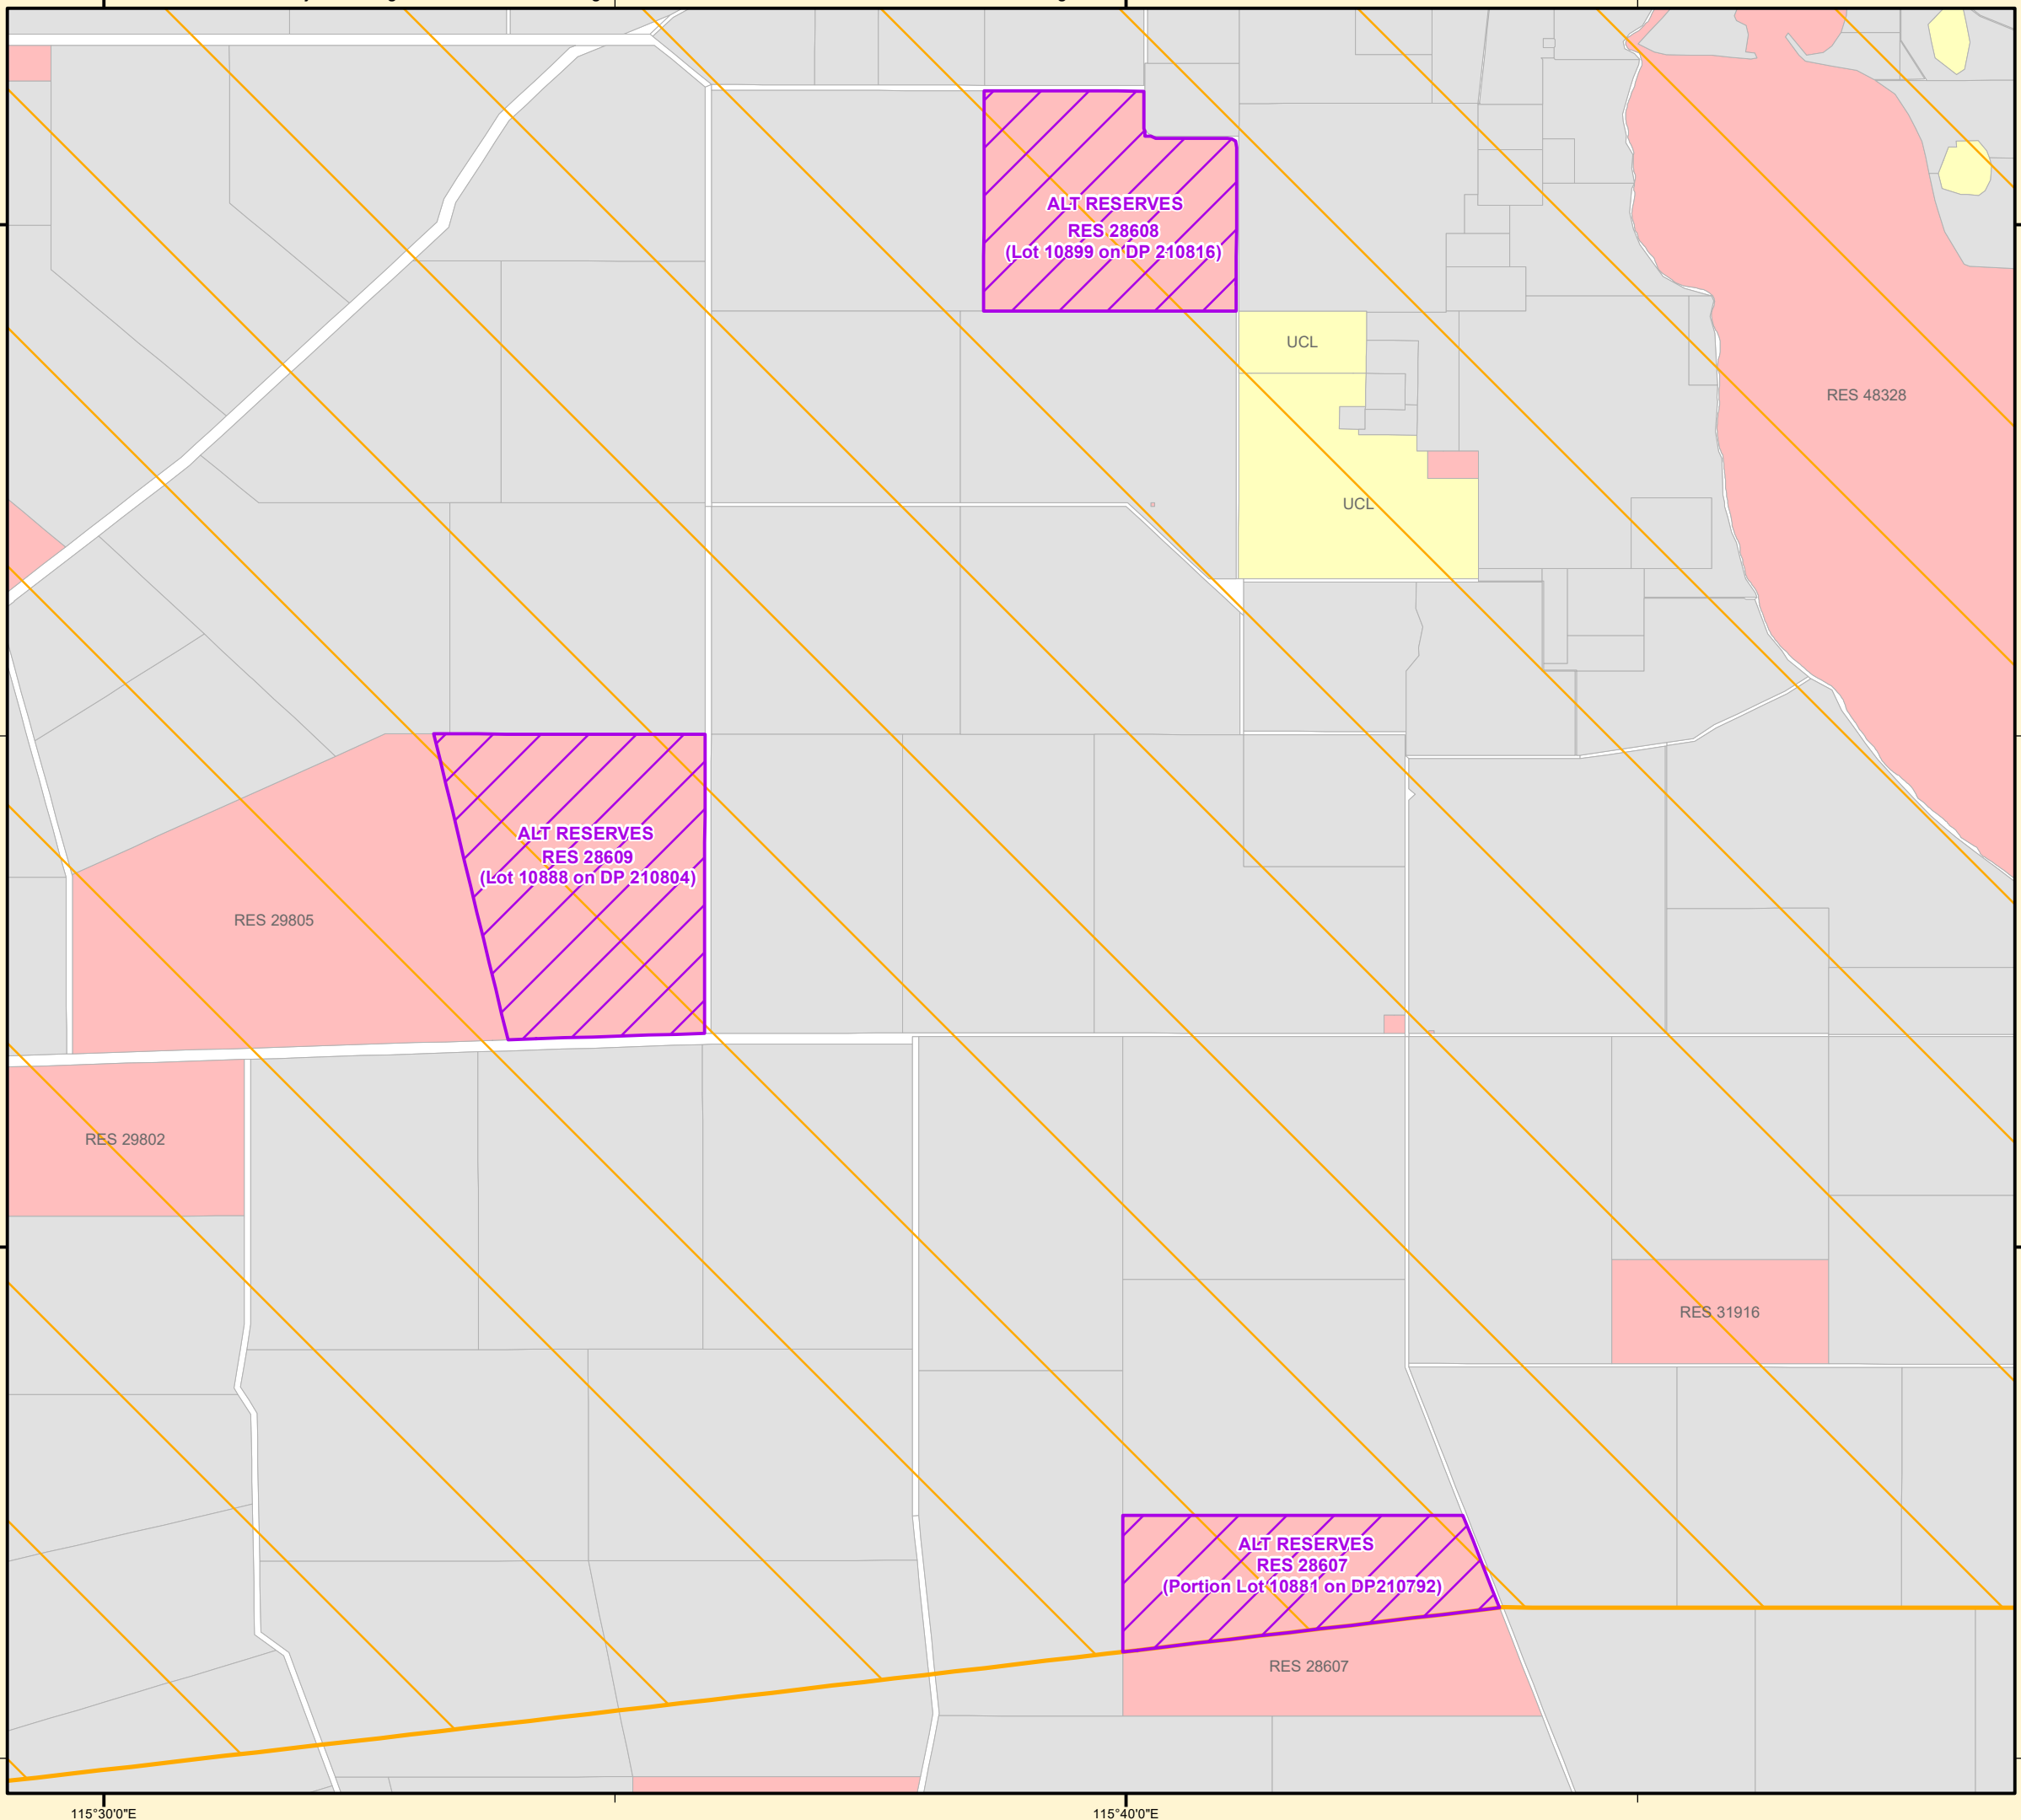 ALT RESERVES
RES 28608
(Lot 10899 on DP 210816)
UCL
RES 48328
UCL
ALT RESERVES
RES 28609
(Lot 10888 on DP 210804)
RES 29805
RES 29802
RES 31916
ALT RESERVES
RES 28607
(Portion Lot 10881 on DP210792)
RES 28607
115°30'0"E
115°40'0"E